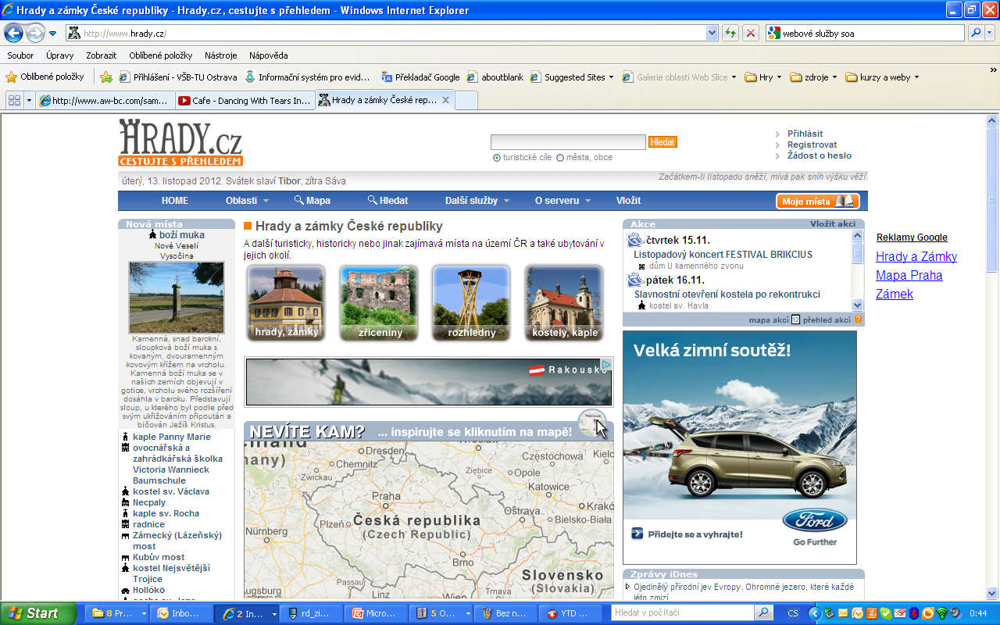 Hrady a zámky České republiky - Hrady.cz, cestujte s přehledem - Windows Internet Explorer
http://www.hrady.cz/
webové služby soa
Soubor Úpravy Zobrazit Oblíbené položky Nástroje Nápověda
Oblíbené položky Přihlášení - VŠB-TU Ostrava Informační systém pro evid... Překladač Google aboutblank Suggested Sites Galerie oblastí Web Slice Hry zdroje kurzy a weby
http://www.aw-bc.com/sam... Cafe - Dancing With Tears In... Hrady a zámky České rep...
HRADY.cz
CESTUJTE S PŘEHLEDEM
Hledat
turistické cíle města, obce
Přihlásit
Registrovat
Žádost o heslo
úterý, 13. listopad 2012. Svátek slaví Tibor, zítra Sáva
Začátkem-li listopadu sněží, mívá pak sníh výšku věží.
HOME Oblasti Mapa Hledat Další služby O serveru Vložit Moje místa
Nová místa
boží muka
Nové Veselí
Vysočina
Kamenná, snad barokní,
sloupková boží muka s
kovaným, dvouramenným
kovovým křížem na vrcholu.
Kamenná boží muka se v
našich zemích objevují v
gotice, vrcholu svého rozšíření
dosáhla v baroku. Představují
sloup, u kterého byl podle před
svým ukřižováním připoután a
bičován Ježíš Kristus.
kaple Panny Marie
ovocnářská a
zahrádkářská školka
Victoria Wannieck
Baumschule
kostel sv. Václava
Necpaly
kaple sv. Rocha
radnice
Zámecký (Lázeňský)
most
Kubův most
kostel Nejsvětější
Trojice
Hollókő
Hrady a zámky České republiky
A další turisticky, historicky nebo jinak zajímavá místa na území ČR a také ubytování v
jejich okolí.
hrady, zámky zříceniny rozhledny kostely, kaple
Rakousko
NEVÍTE KAM? ... inspirujte se kliknutím na mapě!
Petrovice
many)
Dresden
Chemnitz
Zwickau
Ziębice
Częstochowa
Kielc
Opole
Katowice
Praha
Kraków
Plzeň
Česká republika
(Czech Republic)
Ostrava
Bielsko-Biała
Nürnberg
Brno
Slovensko
(Slovakia)
Passau
Augsburg
Linz
Wien
Akce Vložit akci
čtvrtek 15.11.
Listopadový koncert FESTIVAL BRIKCIUS
dům U kamenného zvonu
pátek 16.11.
Slavnostní otevření kostela po rekontrukci
kostel sv. Havla
mapa akcí 12 přehled akcí ?
Velká zimní soutěž!
Přidejte se a vyhrajte!
Ford
Go Further
Zprávy iDnes
Ojedinělý přírodní jev Evropy. Ohromné jezero, které každé
léto zmizí
Reklamy Google
Hrady a Zámky
Mapa Praha
Zámek
Start 8 Pr... Inbo... 2 In... rd_zi... Micro... 5 O... Bez n... YTD ... Hledat v počítači CS 0:44